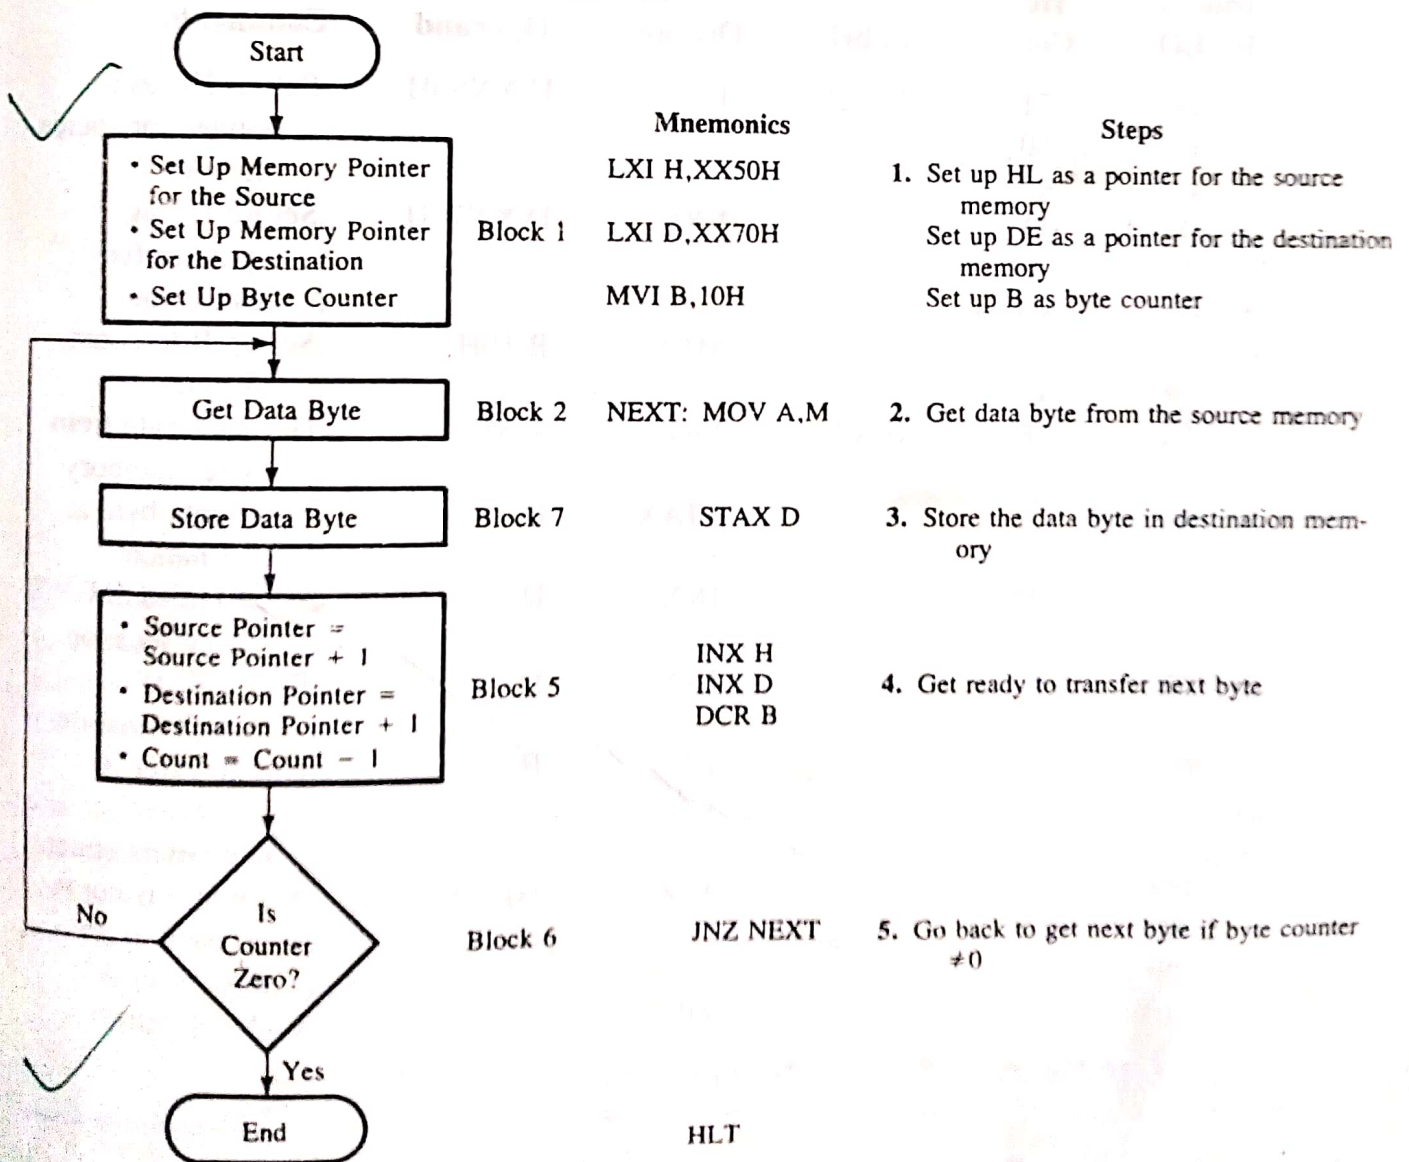 Start
Mnemonics
Steps
• Set Up Memory Pointer
for the Source
• Set Up Memory Pointer
for the Destination
• Set Up Byte Counter
Block 1
LXI H,XX50H
LXI D,XX70H
MVI B,10H
1. Set up HL as a pointer for the source
memory
Set up DE as a pointer for the destination
memory
Set up B as byte counter
Get Data Byte
Block 2
NEXT: MOV A,M
2. Get data byte from the source memory
Store Data Byte
Block 7
STAX D
3. Store the data byte in destination mem-
ory
• Source Pointer =
Source Pointer + 1
• Destination Pointer =
Destination Pointer + 1
• Count = Count - 1
Block 5
INX H
INX D
DCR B
4. Get ready to transfer next byte
No
Is
Counter
Zero?
Block 6
JNZ NEXT
5. Go back to get next byte if byte counter
≠0
Yes
End
HLT